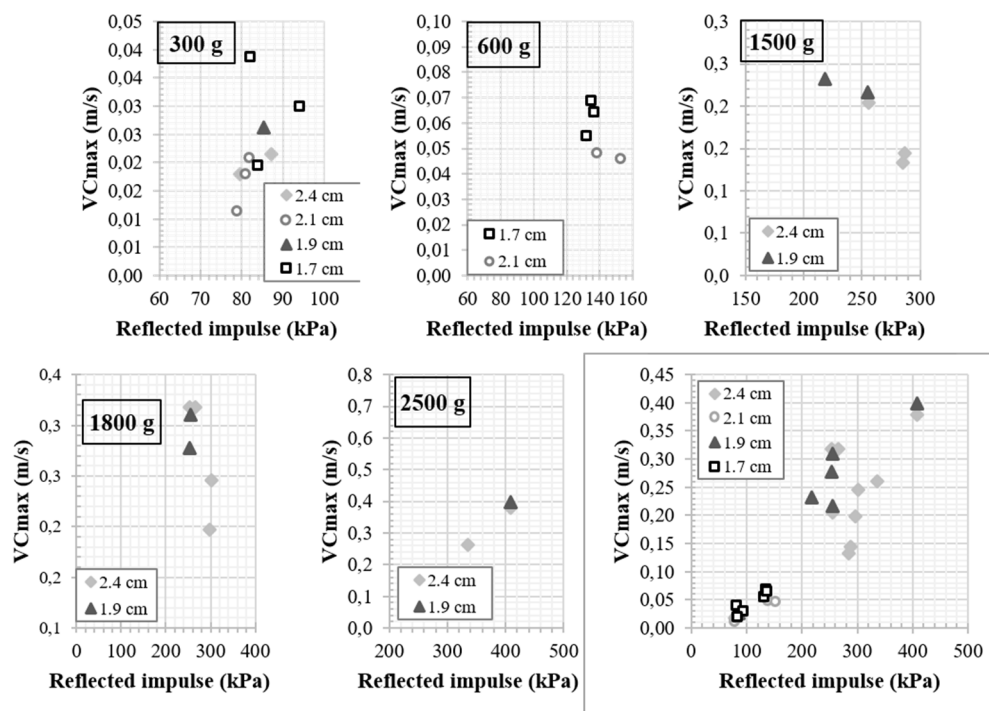 300 g
VCmax (m/s)
0,05
0,04
0,04
0,03
0,03
0,02
0,02
0,01
0,01
0,00
60 70 80 90 100
Reflected impulse (kPa)
2.4 cm
2.1 cm
1.9 cm
1.7 cm
600 g
VCmax (m/s)
0,10
0,09
0,08
0,07
0,06
0,05
0,04
0,03
0,02
0,01
0,00
60 80 100 120 140 160
Reflected impulse (kPa)
1.7 cm
2.1 cm
1500 g
VCmax (m/s)
0,3
0,3
0,2
0,2
0,1
0,1
0,0
150 200 250 300
Reflected impulse (kPa)
2.4 cm
1.9 cm
1800 g
VCmax (m/s)
0,4
0,3
0,3
0,2
0,2
0,1
0 100 200 300 400
Reflected impulse (kPa)
2.4 cm
1.9 cm
2500 g
VCmax (m/s)
0,8
0,7
0,6
0,5
0,4
0,3
0,2
0,1
0,0
200 300 400 500
Reflected impulse (kPa)
2.4 cm
1.9 cm
VCmax (m/s)
0,45
0,40
0,35
0,30
0,25
0,20
0,15
0,10
0,05
0,00
0 100 200 300 400 500
Reflected impulse (kPa)
2.4 cm
2.1 cm
1.9 cm
1.7 cm